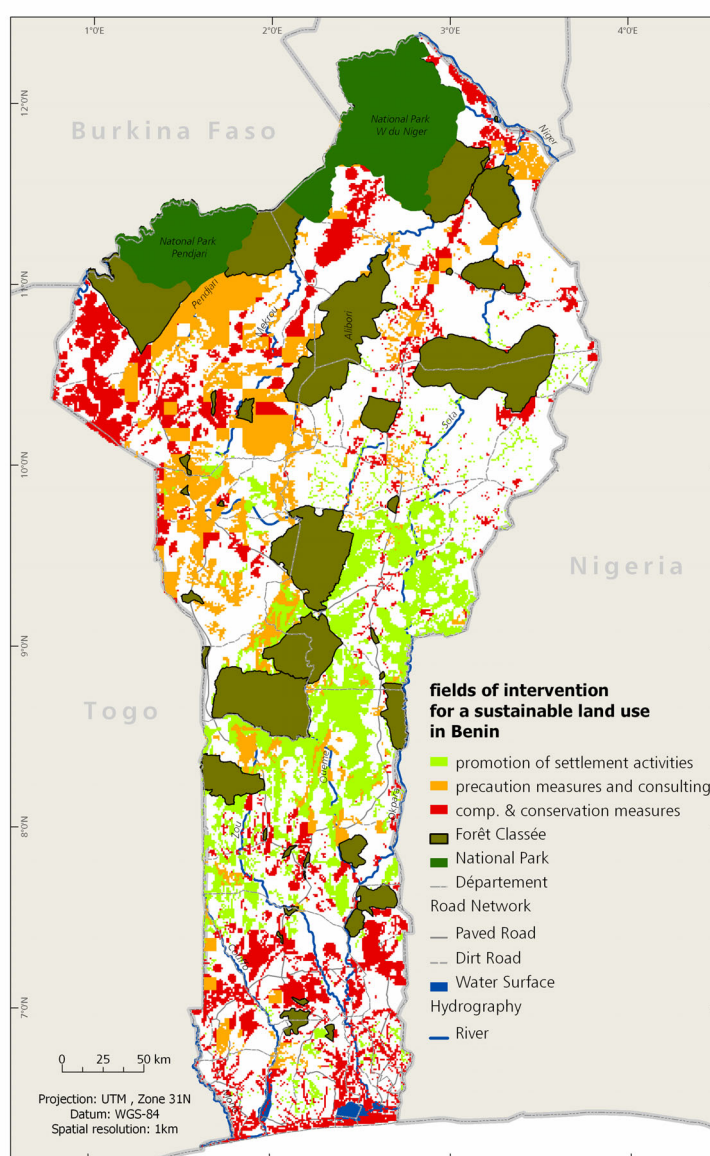 1°0'E
2°0'E
3°0'E
4°0'E
12°0'N
11°0'N
10°0'N
9°0'N
8°0'N
7°0'N
Burkina Faso
National Park
W du Niger
Niger
Natonal Park
Pendjari
Pendjari
Mekrou
Alibori
Sota
Nigeria
Togo
Ouémé
Okpara
Zou
Couffo
fields of intervention
for a sustainable land use
in Benin
promotion of settlement activities
precaution measures and consulting
comp. & conservation measures
Forêt Classée
National Park
Département
Road Network
Paved Road
Dirt Road
Water Surface
Hydrography
River
0 25 50 km
Projection: UTM , Zone 31N
Datum: WGS-84
Spatial resolution: 1km